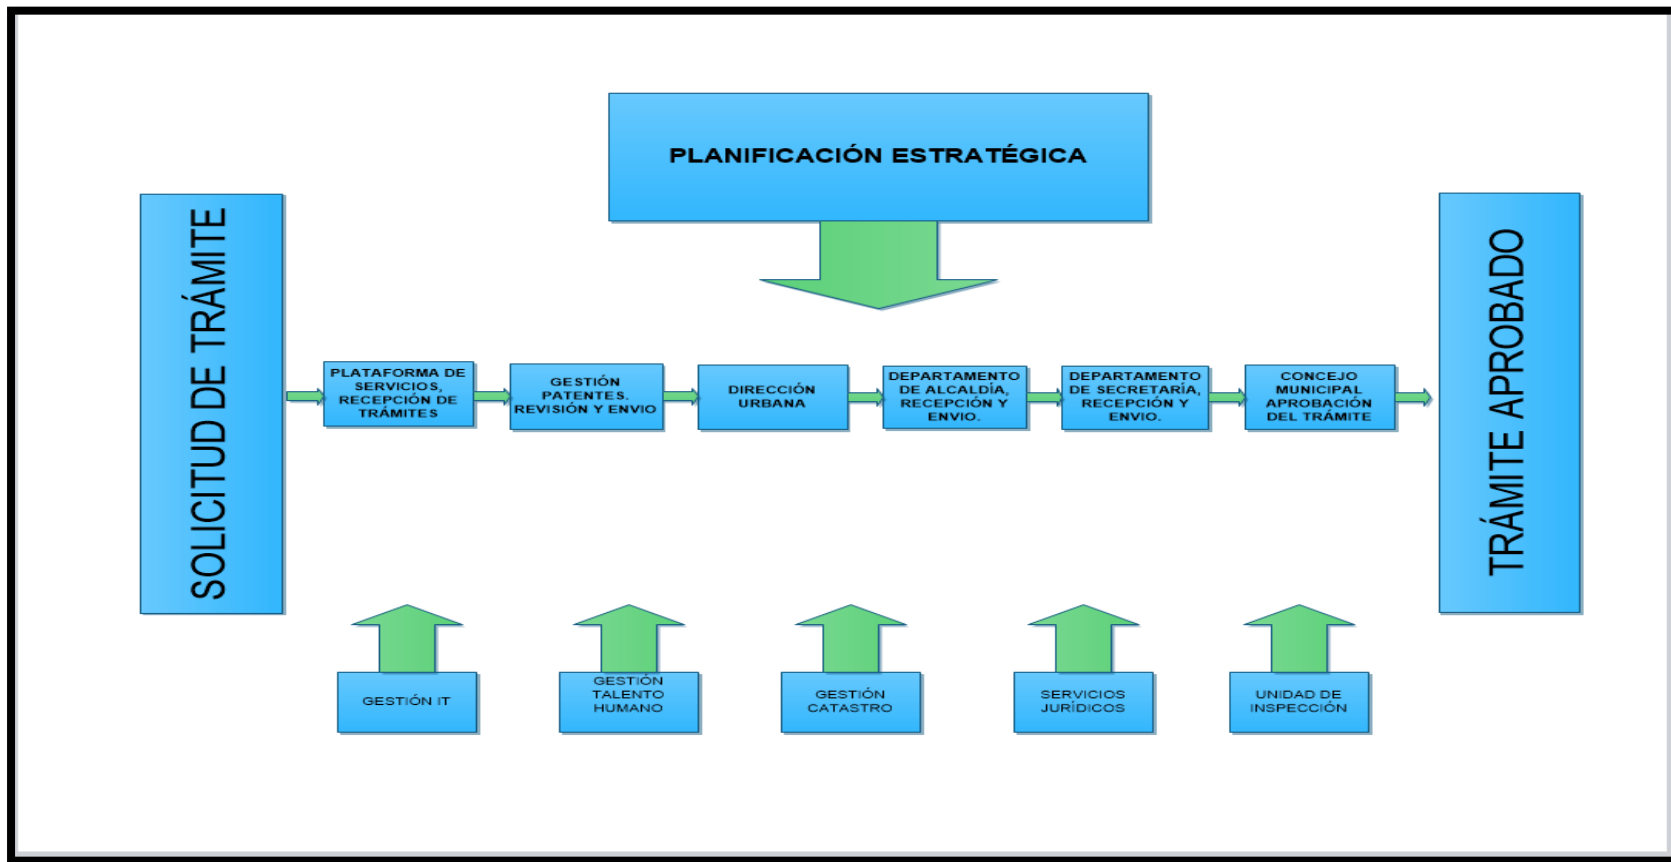 PLANIFICACIÓN ESTRATÉGICA
SOLICITUD DE TRÁMITE
PLATAFORMA DE
SERVICIOS,
RECEPCIÓN DE
TRÁMITES
GESTIÓN
PATENTES.
REVISIÓN Y ENVIO
DIRECCIÓN
URBANA
DEPARTAMENTO
DE ALCALDÍA,
RECEPCIÓN Y
ENVIO.
DEPARTAMENTO
DE SECRETARÍA,
RECEPCIÓN Y
ENVIO.
CONCEJO
MUNICIPAL
APROBACIÓN
DEL TRÁMITE
TRÁMITE APROBADO
GESTIÓN IT
GESTIÓN
TALENTO
HUMANO
GESTIÓN
CATASTRO
SERVICIOS
JURÍDICOS
UNIDAD DE
INSPECCIÓN